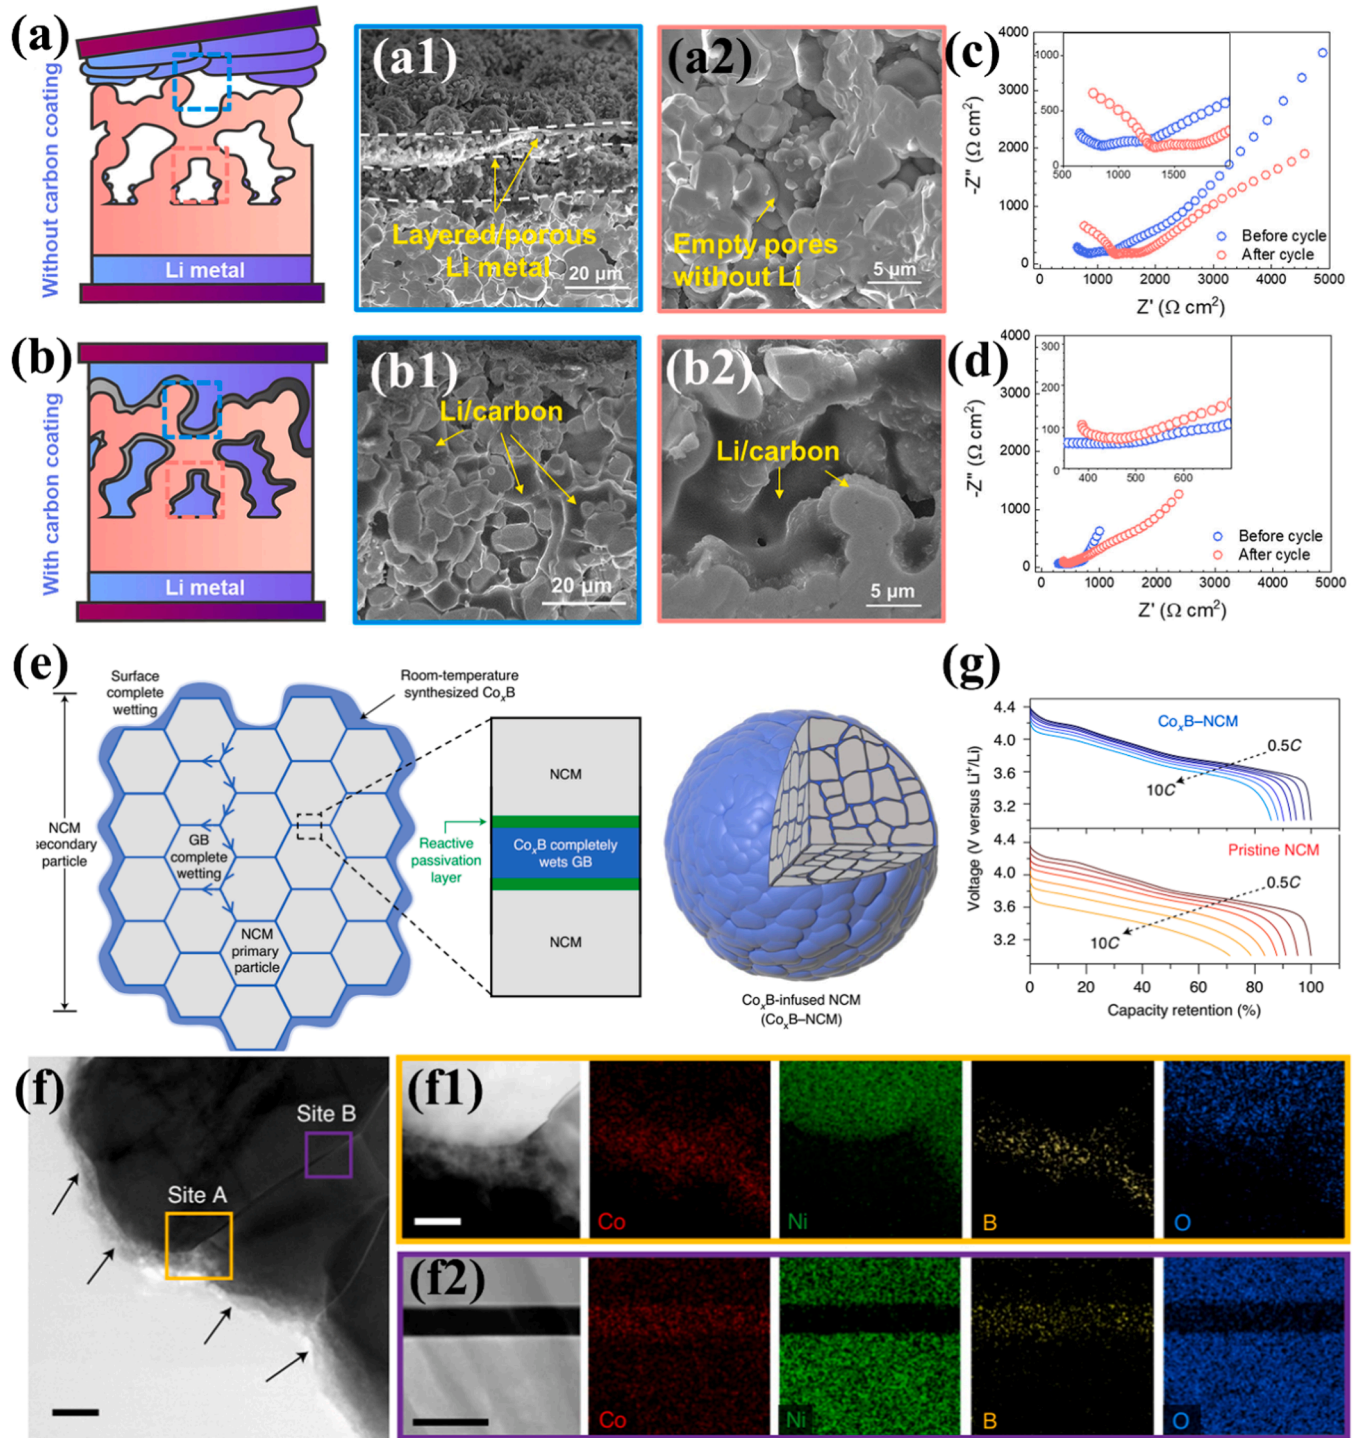 (a)
Without carbon coating
Li metal
(a1)
Layered/porous
Li metal
20 μm
(a2)
Empty pores
without Li
5 μm
(c)
4000
3000
2000
1000
0
-Z" (Ω cm²)
1000
500
0
500
1000
1500
Before cycle
After cycle
0
1000
2000
3000
4000
5000
Z' (Ω cm²)
(b)
With carbon coating
Li metal
(b1)
Li/carbon
20 μm
(b2)
Li/carbon
5 μm
(d)
4000
3000
2000
1000
0
-Z" (Ω cm²)
300
200
100
0
400
500
600
Before cycle
After cycle
0
1000
2000
3000
4000
5000
Z' (Ω cm²)
(e)
Surface
complete
wetting
Room-temperature
synthesized CoₓB
NCM
secondary
particle
GB
complete
wetting
NCM
primary
particle
Reactive
passivation
layer
NCM
CoₓB completely
wets GB
NCM
CoₓB-infused NCM
(CoₓB–NCM)
(g)
Voltage (V versus Li⁺/Li)
4.4
4.0
3.6
3.2
CoₓB–NCM
0.5C
10C
4.4
4.0
3.6
3.2
Pristine NCM
0.5C
10C
0
20
40
60
80
100
Capacity retention (%)
(f)
Site B
Site A
(f1)
Co
Ni
B
O
(f2)
Co
Ni
B
O